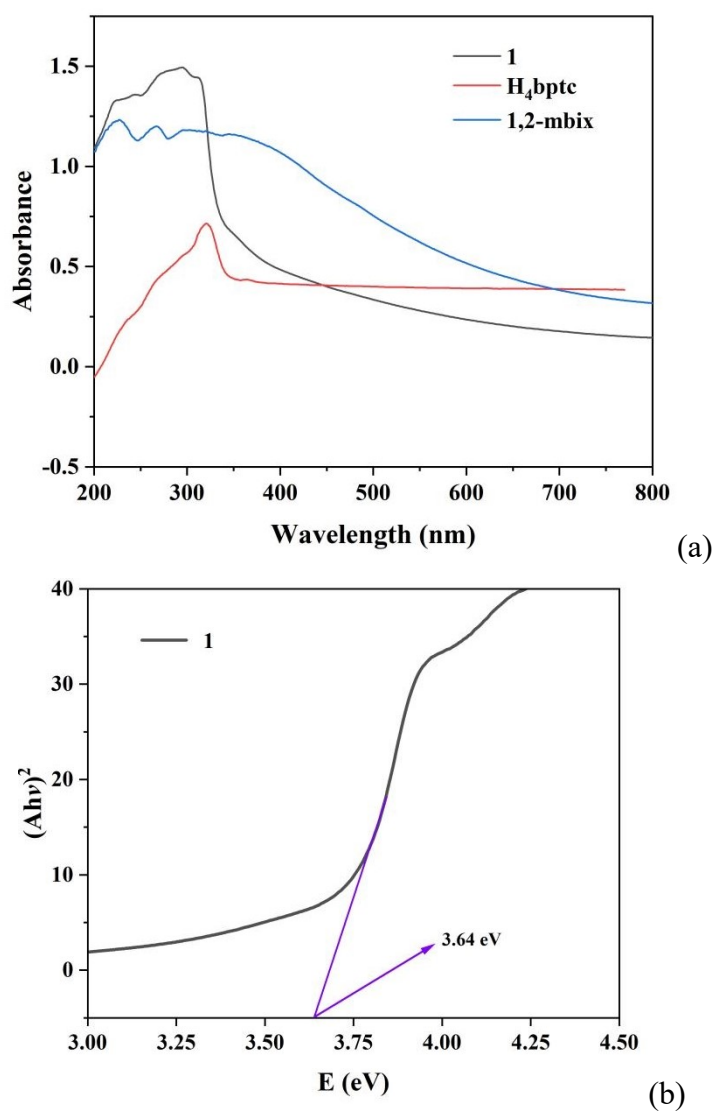 1.5
1.0
0.5
0.0
-0.5
Absorbance
1
H₄bptc
1,2-mbix
200 300 400 500 600 700 800
Wavelength (nm)
(a)
40
30
20
10
0
(Ahν)²
1
3.64 eV
3.00 3.25 3.50 3.75 4.00 4.25 4.50
E (eV)
(b)